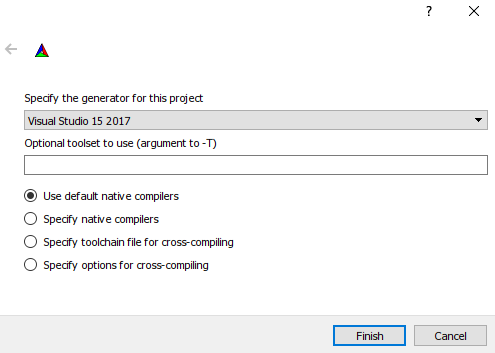 ?
Specify the generator for this project
Visual Studio 15 2017
Optional toolset to use (argument to -T)
Use default native compilers
Specify native compilers
Specify toolchain file for cross-compiling
Specify options for cross-compiling
Finish Cancel